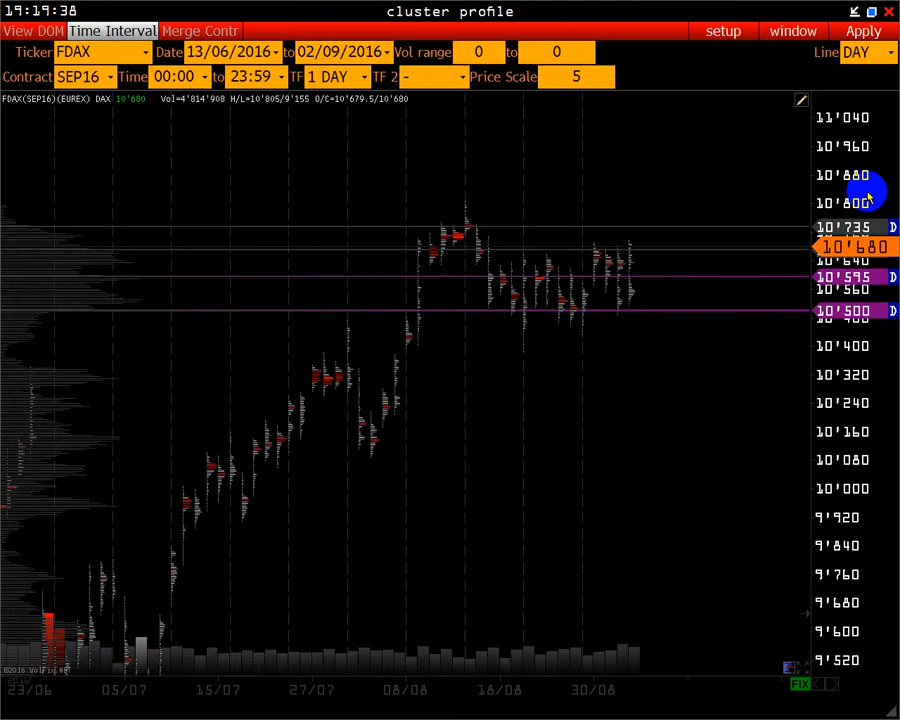 19:19:38 cluster profile
View DOM Time Interval Merge Contr setup window Apply
Ticker FDAX Date 13/06/2016 to 02/09/2016 Vol range 0 to 0 Line DAY
Contract SEP16 Time 00:00 to 23:59 TF 1 DAY TF 2 - Price Scale 5
FDAX(SEP16)(EUREX) DAX 10'680 Vol=4'814'908 H/L=10'805/9'155 O/C=10'679.5/10'680
11'040
10'960
10'880
10'800
10'735 D
10'680
10'640
10'595 D
10'560
10'500 D
10'400
10'320
10'240
10'160
10'080
10'000
9'920
9'840
9'760
9'680
9'600
9'520
©2016 VolFix.NET
2016
FIX
23/06 05/07 15/07 27/07 08/08 18/08 30/08